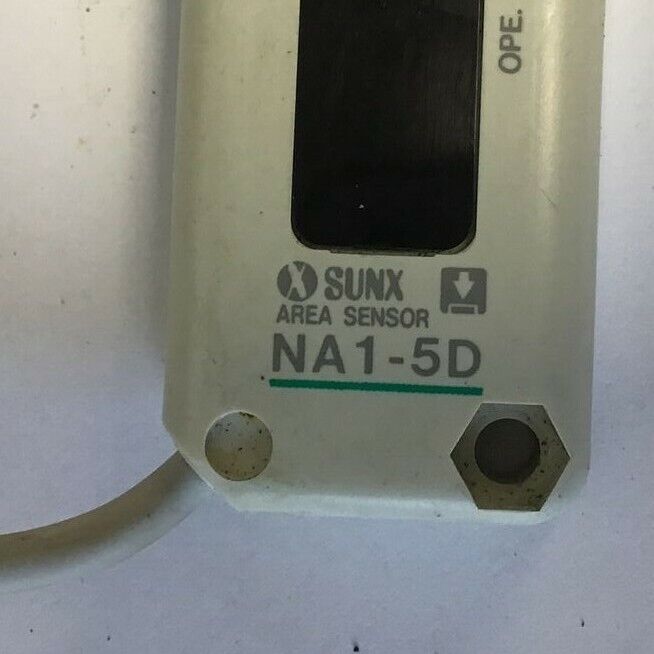 OPE.
SUNX
AREA SENSOR
NA1-5D